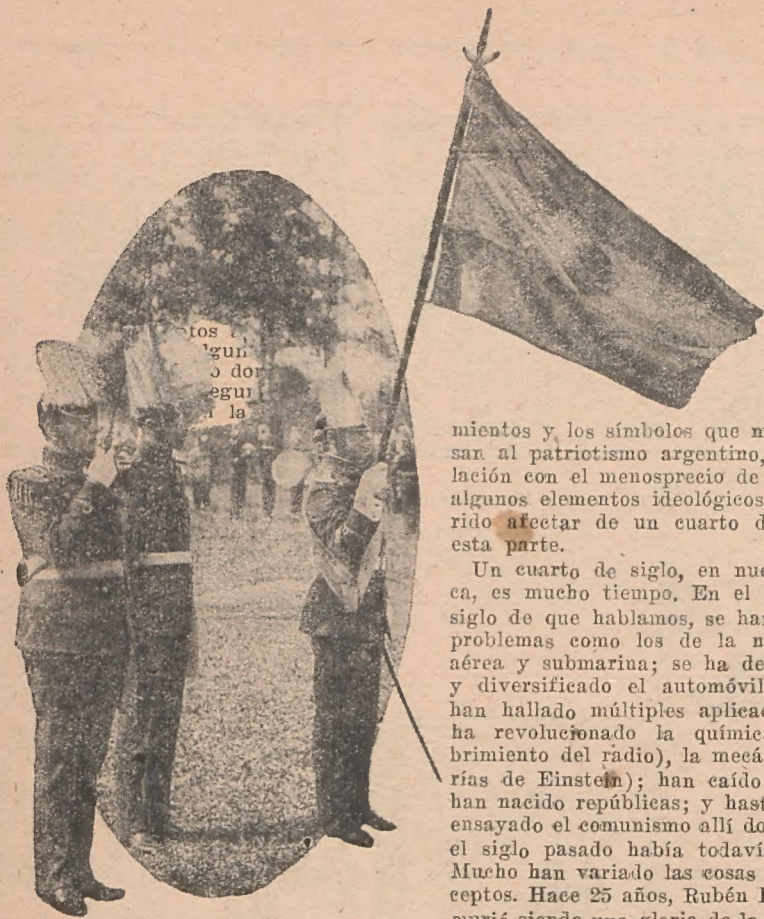 tos
lgun
o do
egu
la
mientos y los símbolos que m
san al patriotismo argentino,
lación con el menosprecio de
algunos elementos ideológicos
rido afectar de un cuarto d
esta parte.
Un cuarto de siglo, en nue
ca, es mucho tiempo. En el
siglo de que hablamos, se han
problemas como los de la n
aérea y submarina; se ha de
y diversificado el automóvil
han hallado múltiples aplicac
ha revolucionado la química
brimiento del radio), la mecá
rías de Einstein); han caído
han nacido repúblicas; y hast
ensayado el comunismo allí do
el siglo pasado había todaví
Mucho han variado las cosas
ceptos. Hace 25 años, Rubén